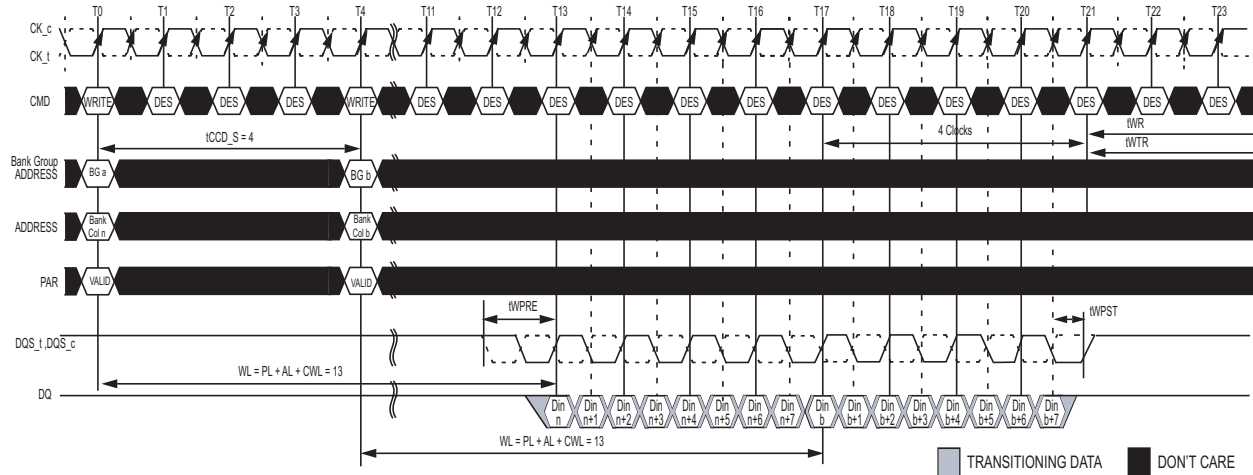 T0 T1 T2 T3 T4 T11 T12 T13 T14 T15 T16 T17 T18 T19 T20 T21 T22 T23
CK_c
CK_t
CMD WRITE DES DES DES WRITE DES DES DES DES DES DES DES DES DES DES DES DES DES
tCCD_S = 4
4 Clocks
tWR
tWTR
Bank Group
ADDRESS
BG a
BG b
ADDRESS
Bank
Col n
Bank
Col b
PAR VALID VALID
tWPRE
tWPST
DQS_t ,DQS_c
WL = PL + AL + CWL = 13
DQ
Din Din Din Din Din Din Din Din Din Din Din Din Din Din Din Din
n n+1 n+2 n+3 n+4 n+5 n+6 n+7 b b+1 b+2 b+3 b+4 b+5 b+6 b+7
WL = PL + AL + CWL = 13
TRANSITIONING DATA DON'T CARE